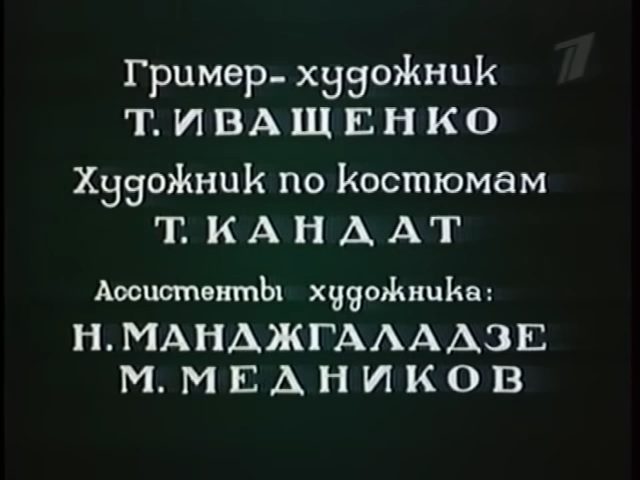 Гример-художник
Т. ИВАЩЕНКО
Художник по костюмам
Т. КАНДАТ
Ассистенты художника:
Н. МАНДЖГАЛАДЗЕ
М. МЕДНИКОВ